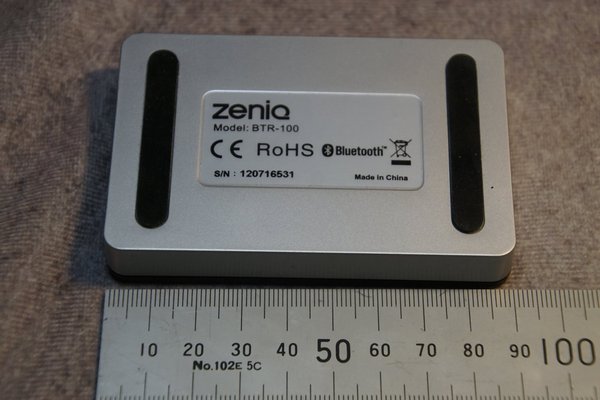 zeniq
Model: BTR-100
CE RoHS Bluetooth™
S/N : 120716531
Made in China
10 20 30 40 50 60 70 80 90 100
No.102E 5C